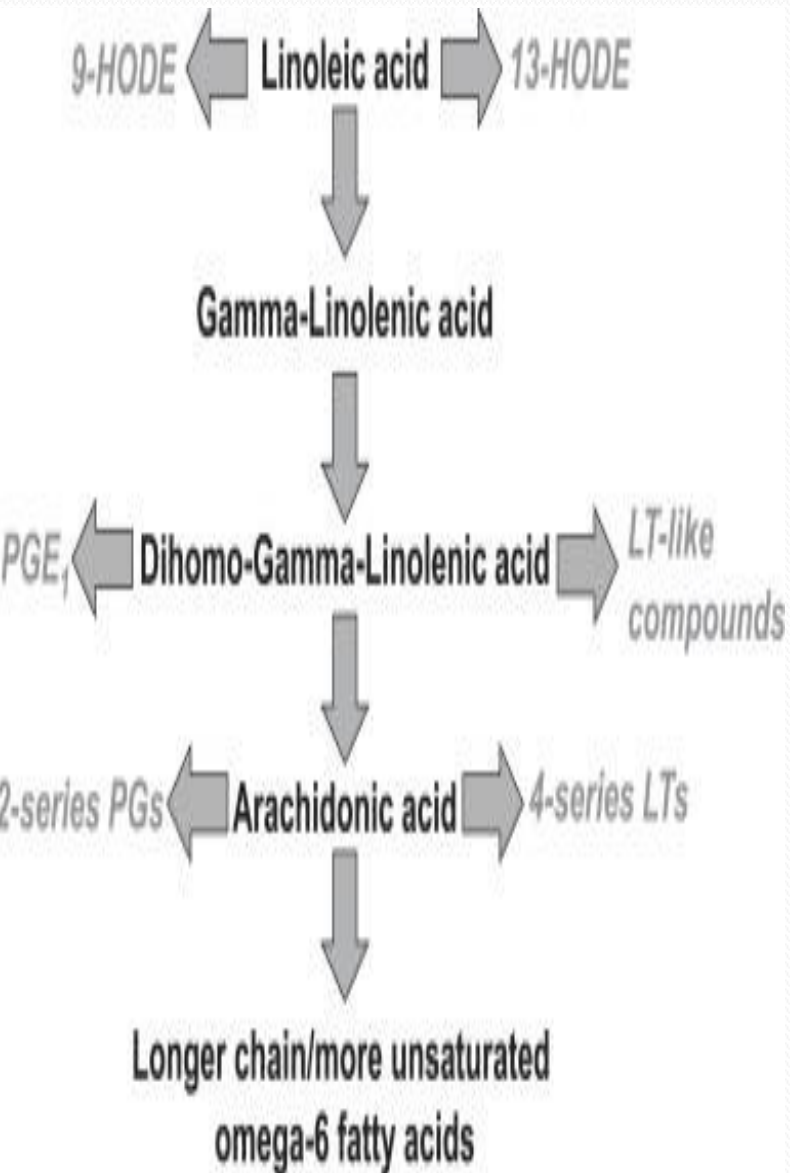 9-HODE Linoleic acid 13-HODE
Gamma-Linolenic acid
PGE₁ Dihomo-Gamma-Linolenic acid LT-like
compounds
2-series PGs Arachidonic acid 4-series LTs
Longer chain/more unsaturated
omega-6 fatty acids